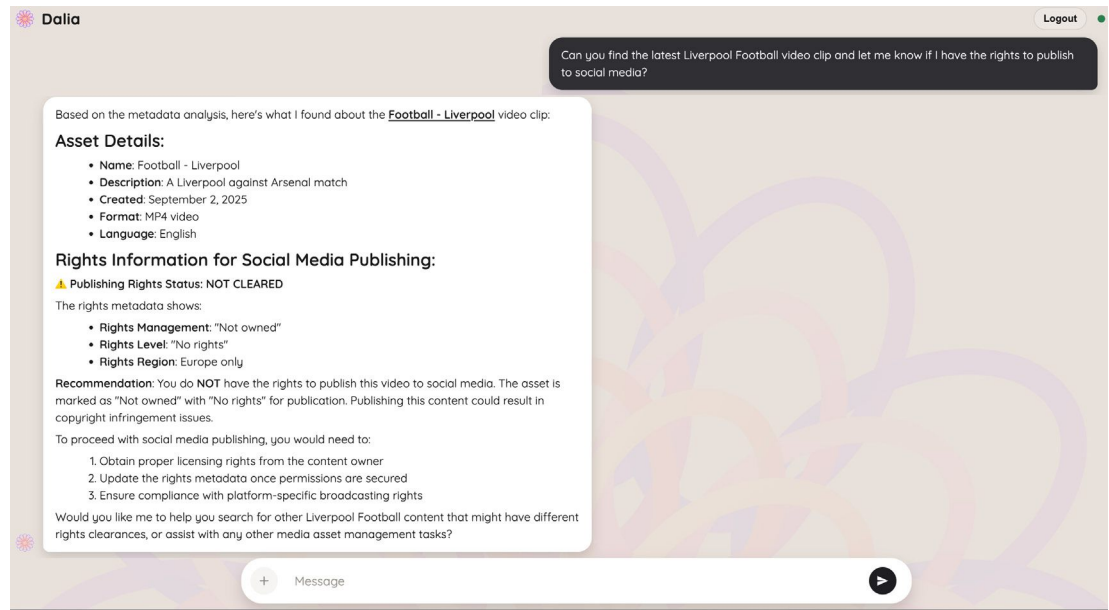 Dalia
Logout
Can you find the latest Liverpool Football video clip and let me know if I have the rights to publish
to social media?
Based on the metadata analysis, here's what I found about the Football - Liverpool video clip:
Asset Details:
• Name: Football - Liverpool
• Description: A Liverpool against Arsenal match
• Created: September 2, 2025
• Format: MP4 video
• Language: English
Rights Information for Social Media Publishing:
⚠️ Publishing Rights Status: NOT CLEARED
The rights metadata shows:
• Rights Management: "Not owned"
• Rights Level: "No rights"
• Rights Region: Europe only
Recommendation: You do NOT have the rights to publish this video to social media. The asset is
marked as "Not owned" with "No rights" for publication. Publishing this content could result in
copyright infringement issues.
To proceed with social media publishing, you would need to:
1. Obtain proper licensing rights from the content owner
2. Update the rights metadata once permissions are secured
3. Ensure compliance with platform-specific broadcasting rights
Would you like me to help you search for other Liverpool Football content that might have different
rights clearances, or assist with any other media asset management tasks?
+ Message